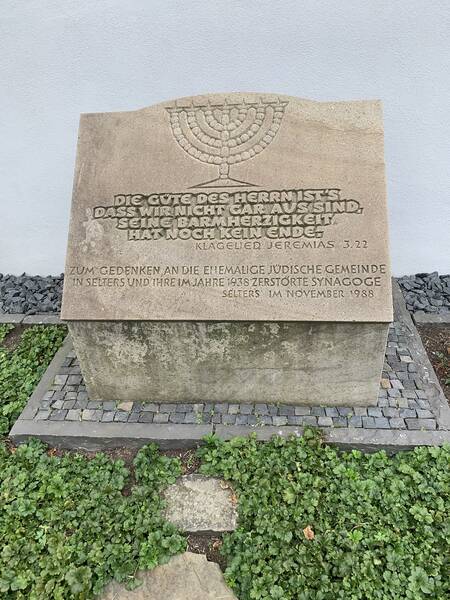 DIE GÜTE DES HERRN IST'S,
DASS WIR NICHT GAR AUS SIND,
SEINE BARMHERZIGKEIT
HAT NOCH KEIN ENDE.
KLAGELIED JEREMIAS 3.22
ZUM GEDENKEN AN DIE EHEMALIGE JÜDISCHE GEMEINDE
IN SELTERS UND IHRE IM JAHRE 1938 ZERSTÖRTE SYNAGOGE
SELTERS IM NOVEMBER 1988